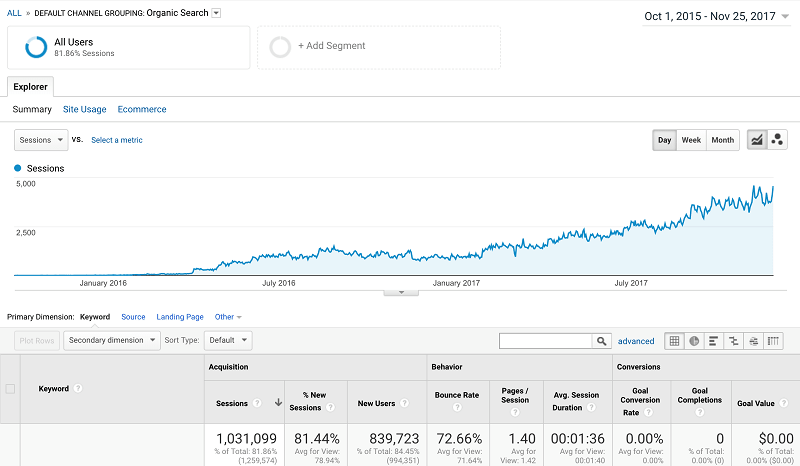 ALL » DEFAULT CHANNEL GROUPING: Organic Search
Oct 1, 2015 - Nov 25, 2017
All Users
81.86% Sessions
+ Add Segment
Explorer
Summary Site Usage Ecommerce
Sessions vs. Select a metric
Day Week Month
Sessions
5,000
2,500
January 2016 July 2016 January 2017 July 2017
Primary Dimension: Keyword Source Landing Page Other
Plot Rows Secondary dimension Sort Type: Default advanced
Acquisition Behavior Conversions
Keyword ?
Sessions ? % New Sessions ? New Users ? Bounce Rate ? Pages / Session ? Avg. Session Duration ? Goal Conversion Rate ? Goal Completions ? Goal Value ?
1,031,099 81.44% 839,723 72.66% 1.40 00:01:36 0.00% 0 $0.00
% of Total: 81.86% (1,259,574) Avg for View: 78.94% % of Total: 84.45% (994,351) Avg for View: 71.64% Avg for View: 1.42 Avg for View: 00:01:40 Avg for View: 0.00% % of Total: 0.00% (0) % of Total: 0.00% ($0.00)